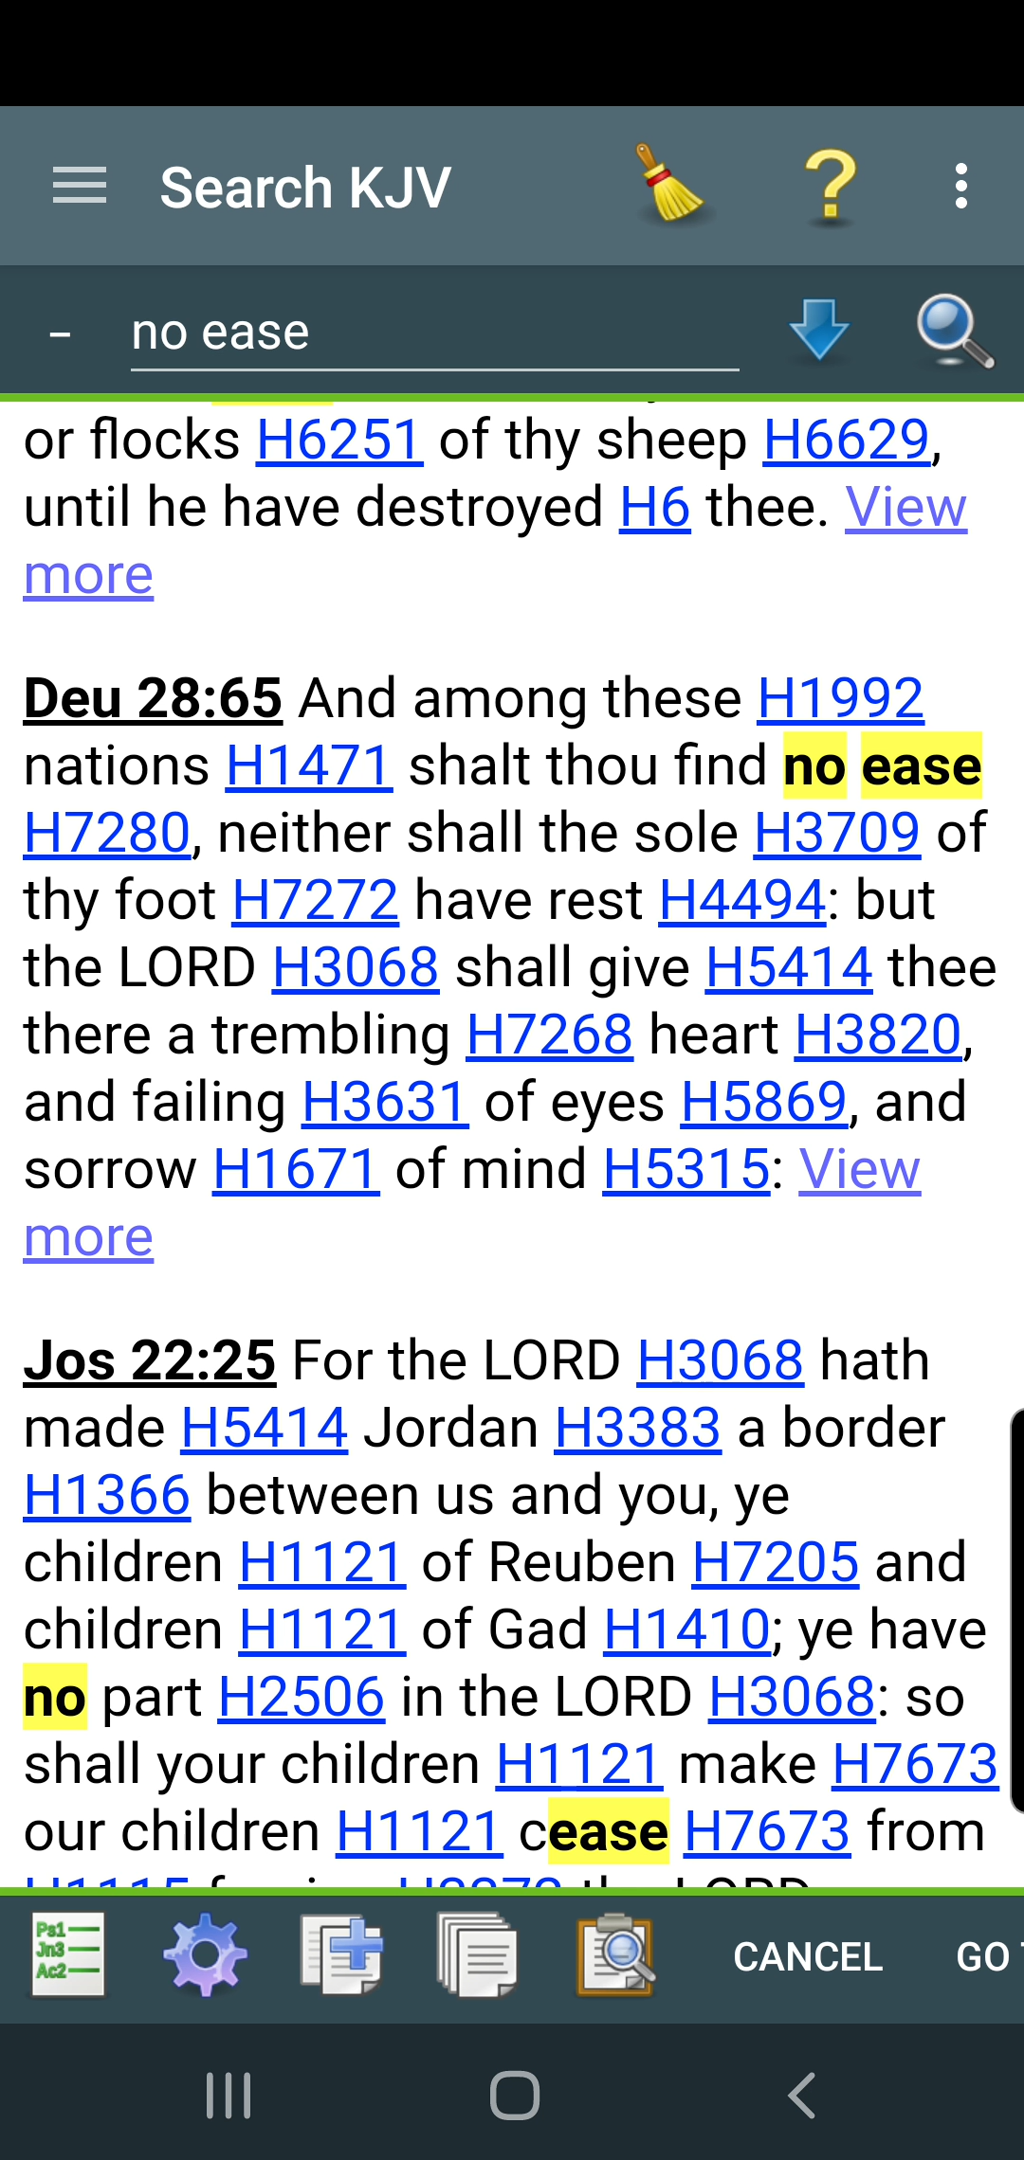 Search KJV
– no ease
or flocks H6251 of thy sheep H6629,
until he have destroyed H6 thee. View
more
Deu 28:65 And among these H1992
nations H1471 shalt thou find no ease
H7280, neither shall the sole H3709 of
thy foot H7272 have rest H4494: but
the LORD H3068 shall give H5414 thee
there a trembling H7268 heart H3820,
and failing H3631 of eyes H5869, and
sorrow H1671 of mind H5315: View
more
Jos 22:25 For the LORD H3068 hath
made H5414 Jordan H3383 a border
H1366 between us and you, ye
children H1121 of Reuben H7205 and
children H1121 of Gad H1410; ye have
no part H2506 in the LORD H3068: so
shall your children H1121 make H7673
our children H1121 cease H7673 from
the LORD
Ps1
Jn3
Ac2
CANCEL GO